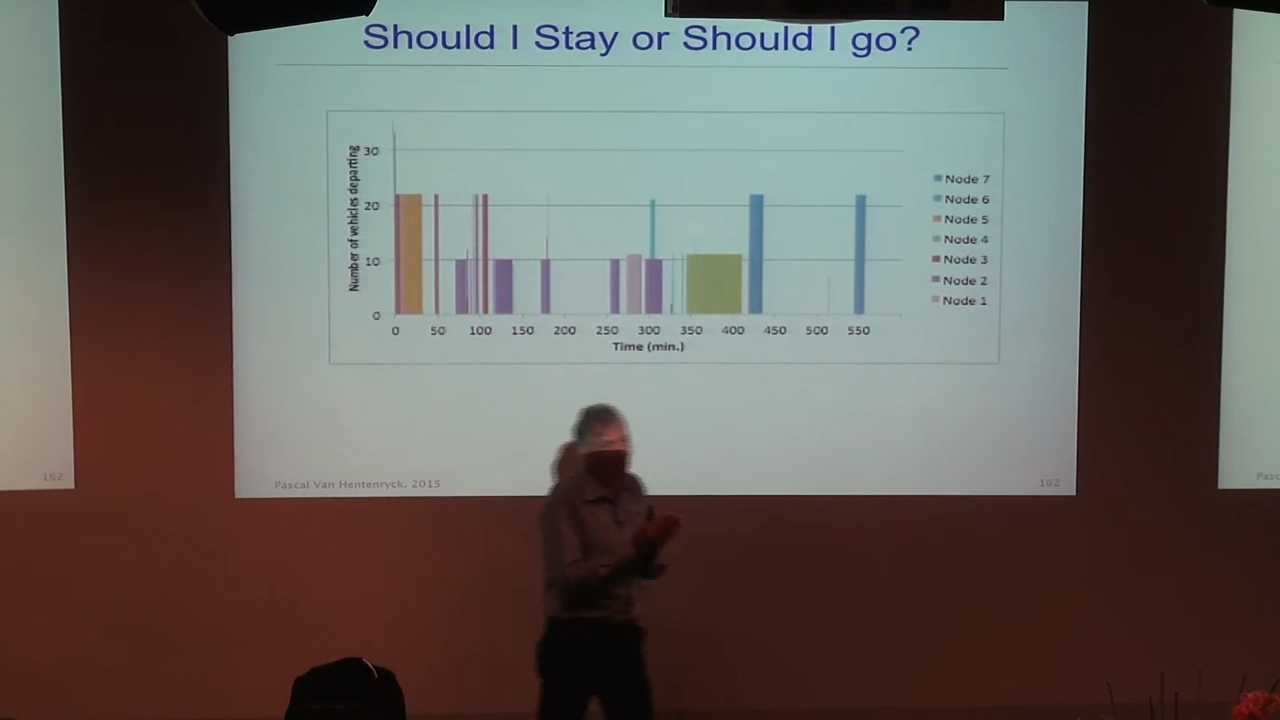 Should I Stay or Should I go?
Number of vehicles departing
30
20
10
0
0 50 100 150 200 250 300 350 400 450 500 550
Time (min.)
Node 7
Node 6
Node 5
Node 4
Node 3
Node 2
Node 1
162
Pascal Van Hentenryck, 2015
162
Pasc